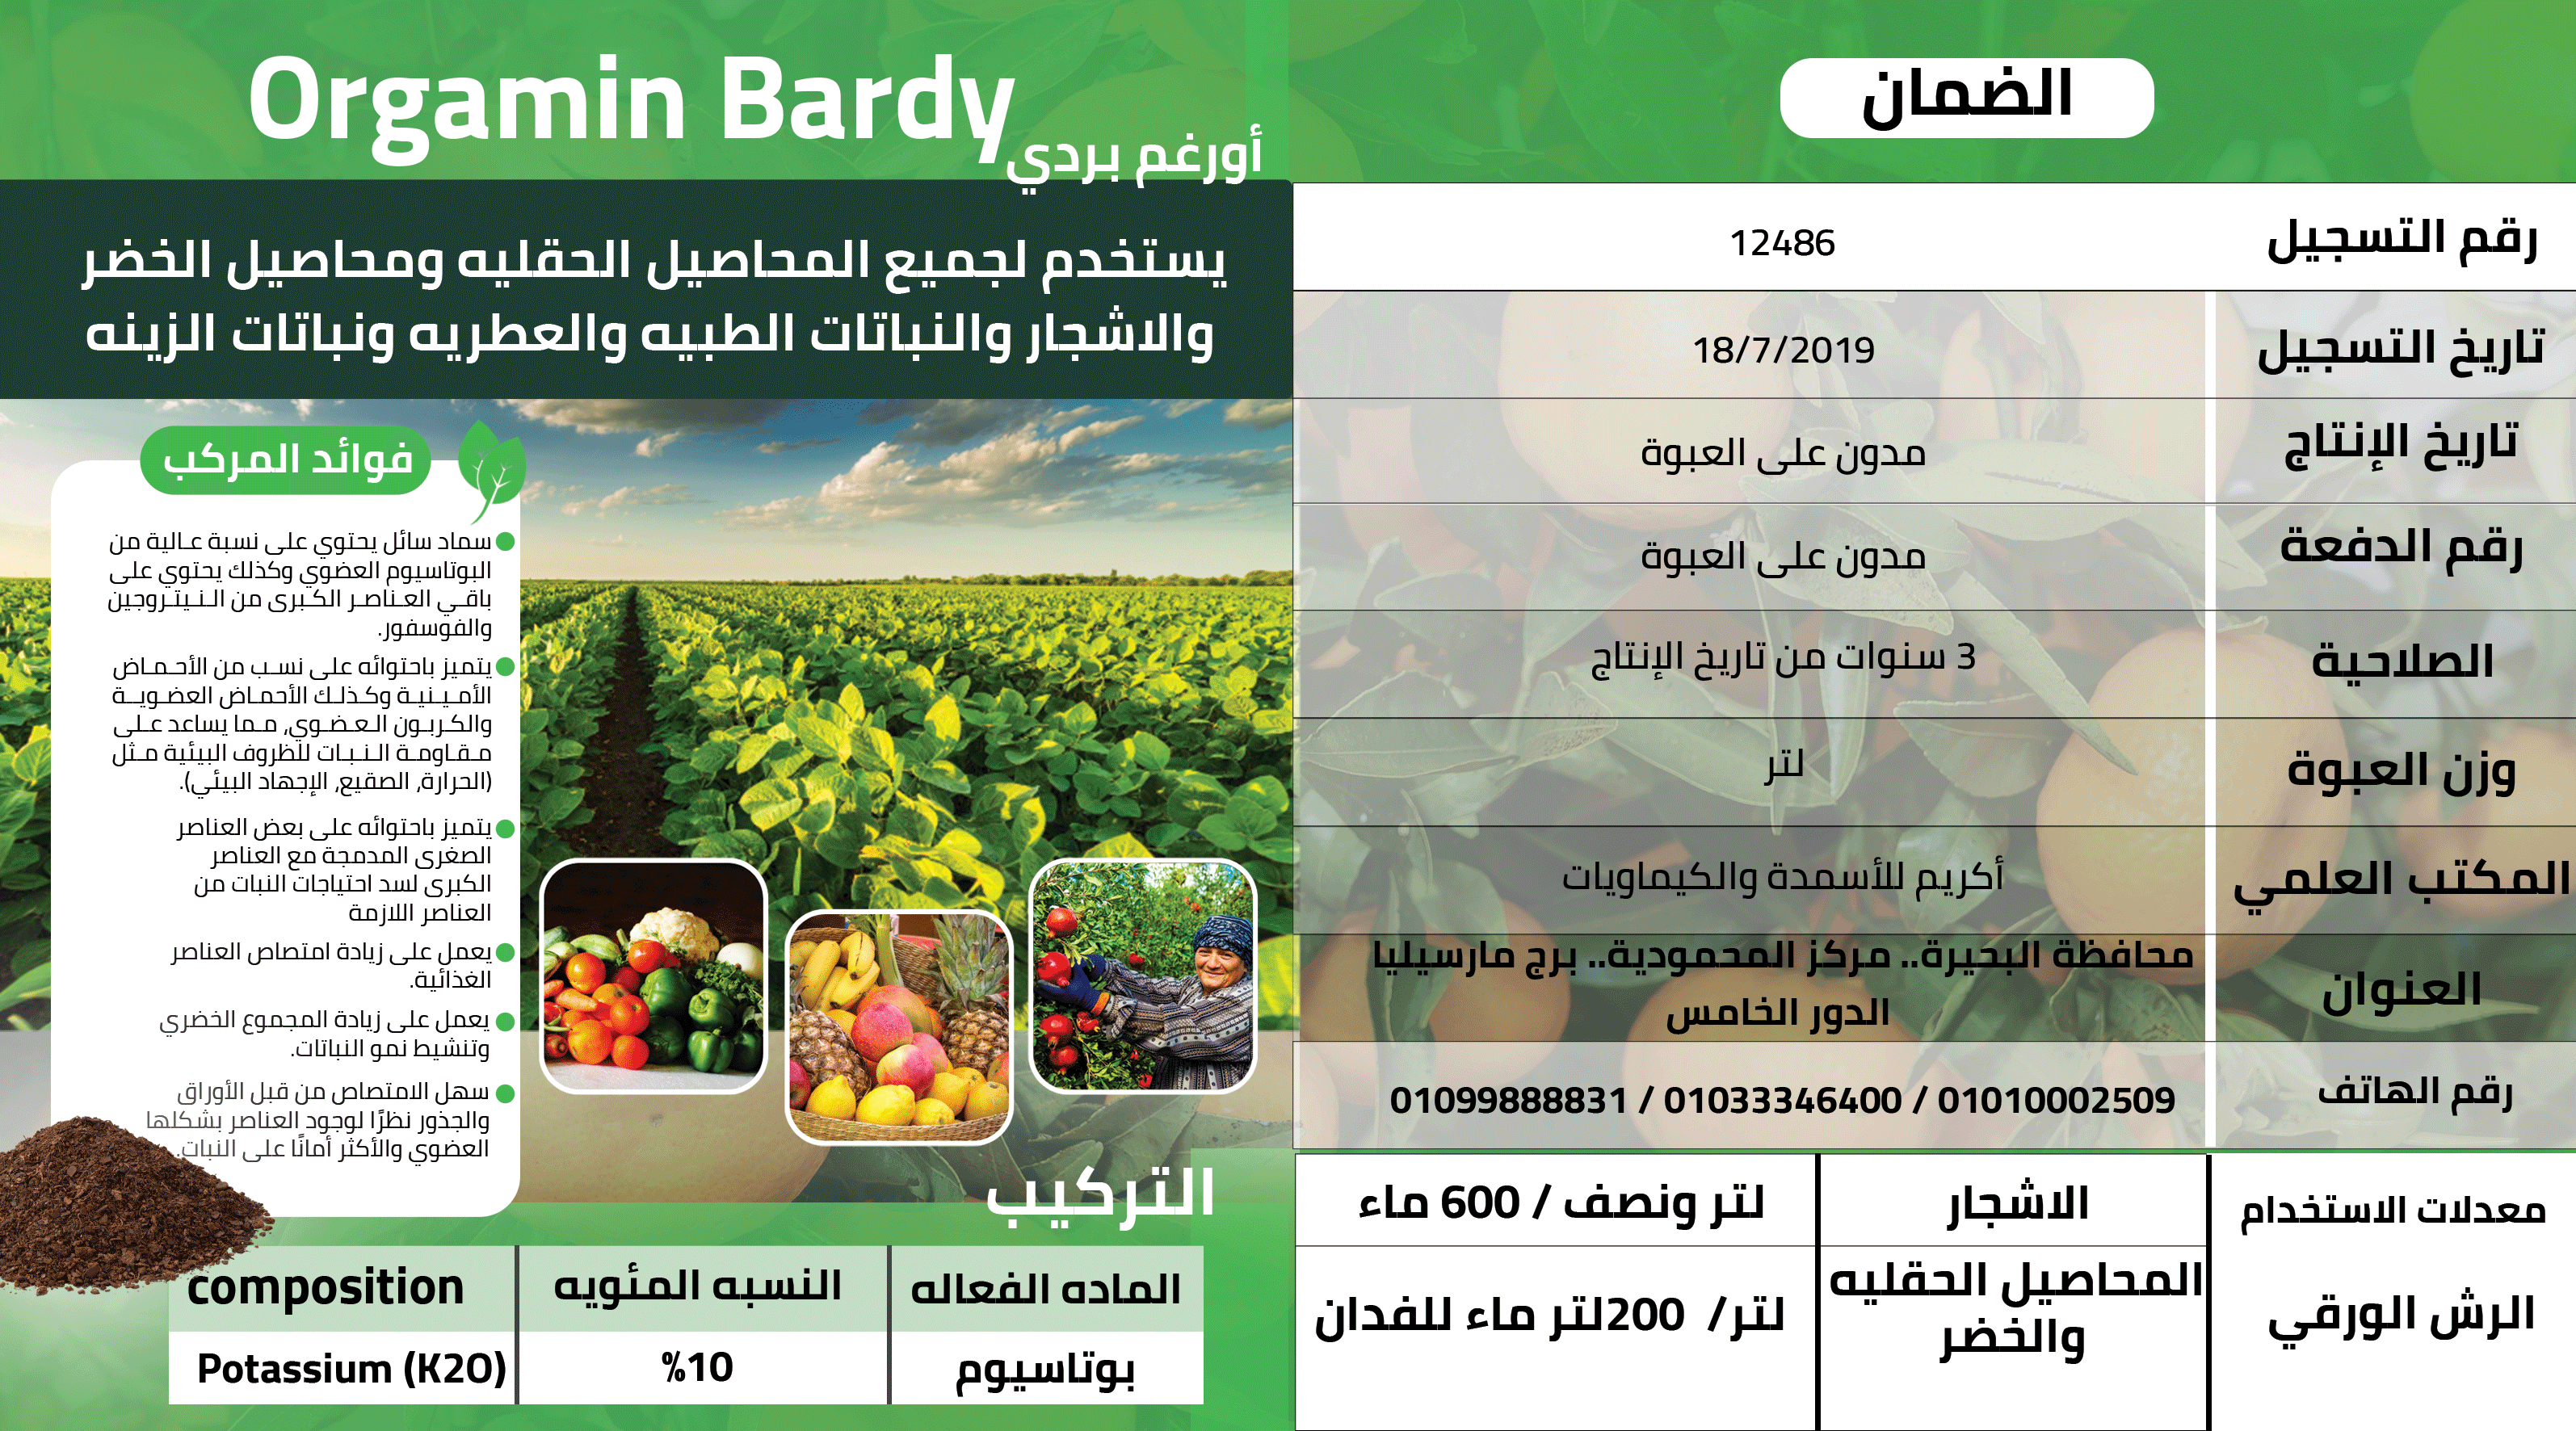 Orgamin Bardy
أورغم بردي
يستخدم لجميع المحاصيل الحقليه ومحاصيل الخضر
والاشجار والنباتات الطبيه والعطريه ونباتات الزينه
فوائد المركب
سماد سائل يحتوي على نسبة عالية من
البوتاسيوم العضوي وكذلك يحتوي على
باقي العناصر الكبرى من النيتروجين
والفوسفور.
يتميز باحتوائه على نسب من الأحماض
الأمينية وكذلك الأحماض العضوية
والكربون العضوي، مما يساعد على
مقاومة النبات للظروف البيئية مثل
(الحرارة، الصقيع، الإجهاد البيئي).
يتميز باحتوائه على بعض العناصر
الصغرى المدمجة مع العناصر
الكبرى لسد احتياجات النبات من
العناصر اللازمة
يعمل على زيادة امتصاص العناصر
الغذائية.
يعمل على زيادة المجموع الخضري
وتنشيط نمو النباتات.
سهل الامتصاص من قبل الأوراق
والجذور نظرًا لوجود العناصر بشكلها
العضوي والأكثر أمانًا على النبات.
التركيب
الماده الفعاله النسبه المئويه composition
بوتاسيوم %10 Potassium (K2O)
الضمان
رقم التسجيل 12486
تاريخ التسجيل 18/7/2019
تاريخ الإنتاج مدون على العبوة
رقم الدفعة مدون على العبوة
الصلاحية 3 سنوات من تاريخ الإنتاج
وزن العبوة لتر
المكتب العلمي أكريم للأسمدة والكيماويات
العنوان محافظة البحيرة.. مركز المحمودية.. برج مارسيليا
الدور الخامس
رقم الهاتف 01099888831 / 01033346400 / 01010002509
معدلات الاستخدام الاشجار لتر ونصف / 600 ماء
الرش الورقي المحاصيل الحقليه
والخضر لتر/ 200لتر ماء للفدان